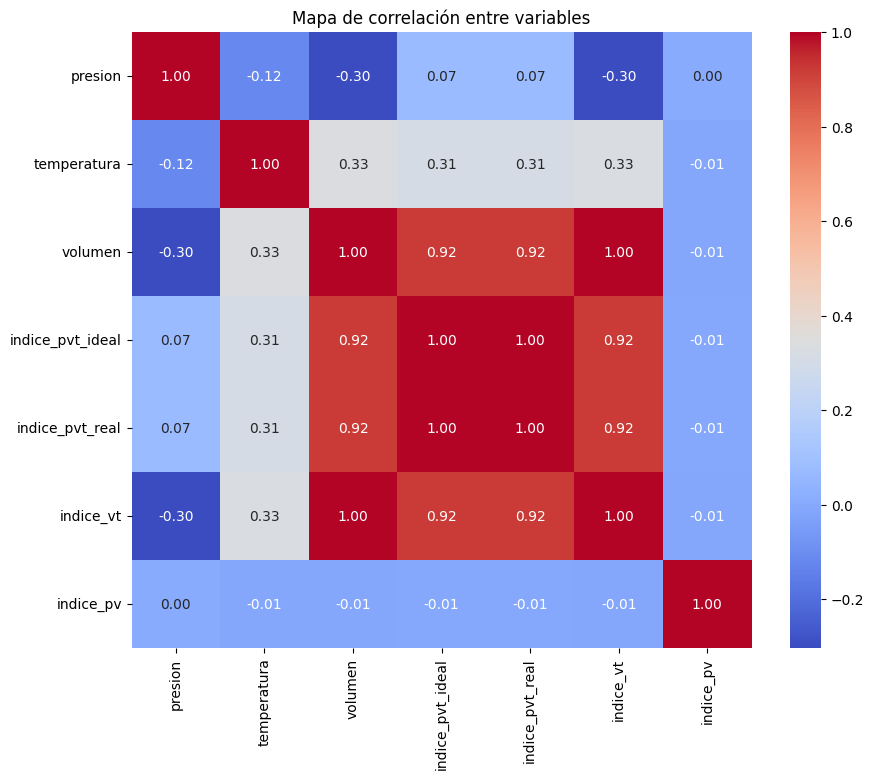 Mapa de correlación entre variables
presion 1.00 -0.12 -0.30 0.07 0.07 -0.30 0.00
temperatura -0.12 1.00 0.33 0.31 0.31 0.33 -0.01
volumen -0.30 0.33 1.00 0.92 0.92 1.00 -0.01
indice_pvt_ideal 0.07 0.31 0.92 1.00 1.00 0.92 -0.01
indice_pvt_real 0.07 0.31 0.92 1.00 1.00 0.92 -0.01
indice_vt -0.30 0.33 1.00 0.92 0.92 1.00 -0.01
indice_pv 0.00 -0.01 -0.01 -0.01 -0.01 -0.01 1.00
presion
temperatura
volumen
indice_pvt_ideal
indice_pvt_real
indice_vt
indice_pv
1.0
0.8
0.6
0.4
0.2
0.0
−0.2